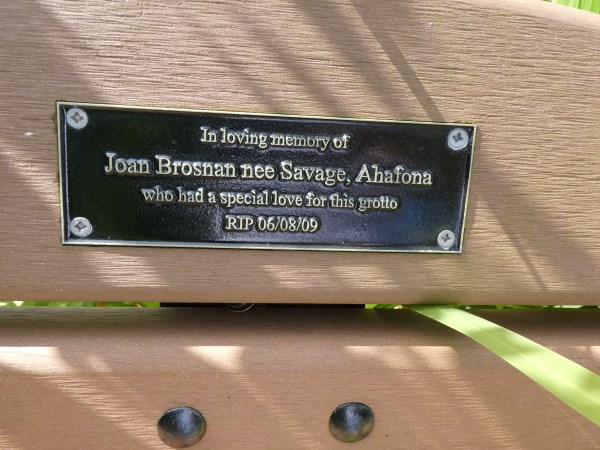 In loving memory of
Joan Brosnan nee Savage, Ahafona
who had a special love for this grotto
RIP 06/08/09